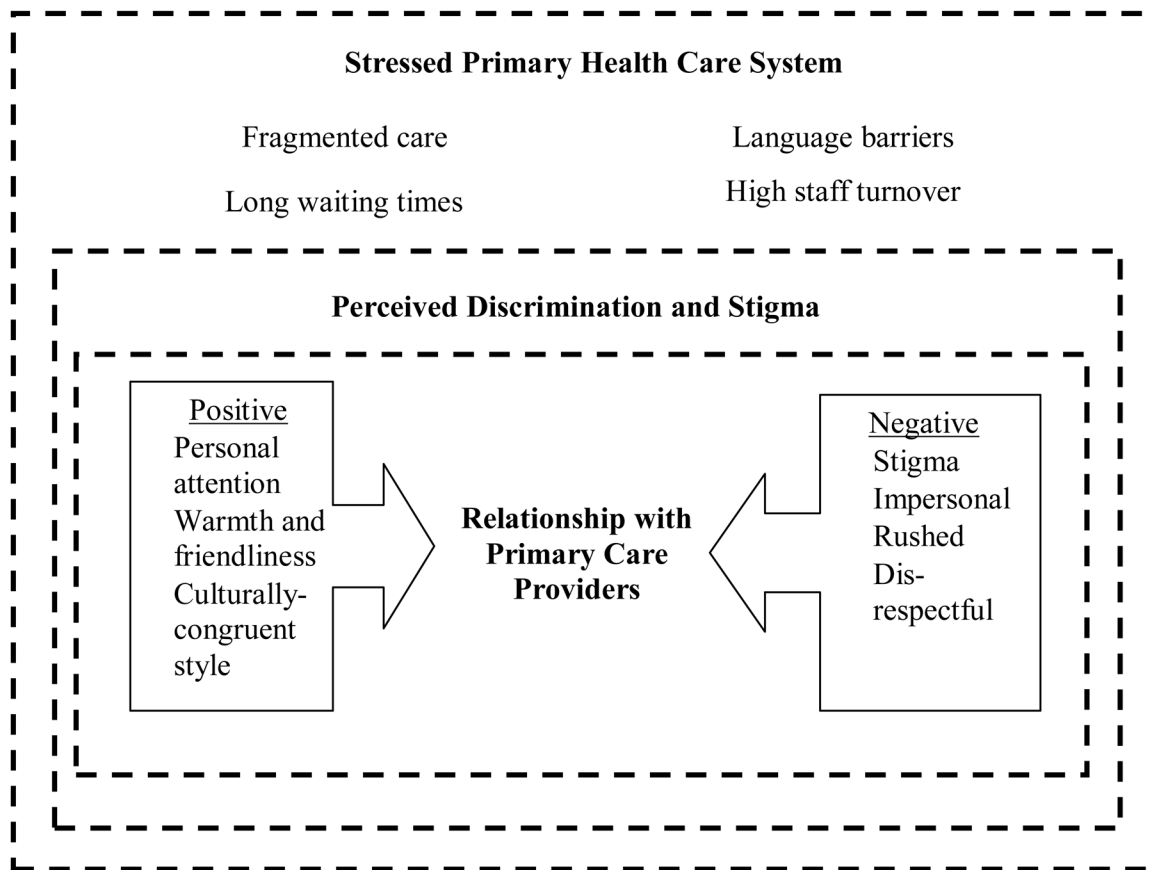 Stressed Primary Health Care System
Fragmented care
Language barriers
Long waiting times
High staff turnover
Perceived Discrimination and Stigma
Positive
Personal
attention
Warmth and
friendliness
Culturally-
congruent
style
Relationship with
Primary Care
Providers
Negative
Stigma
Impersonal
Rushed
Dis-
respectful